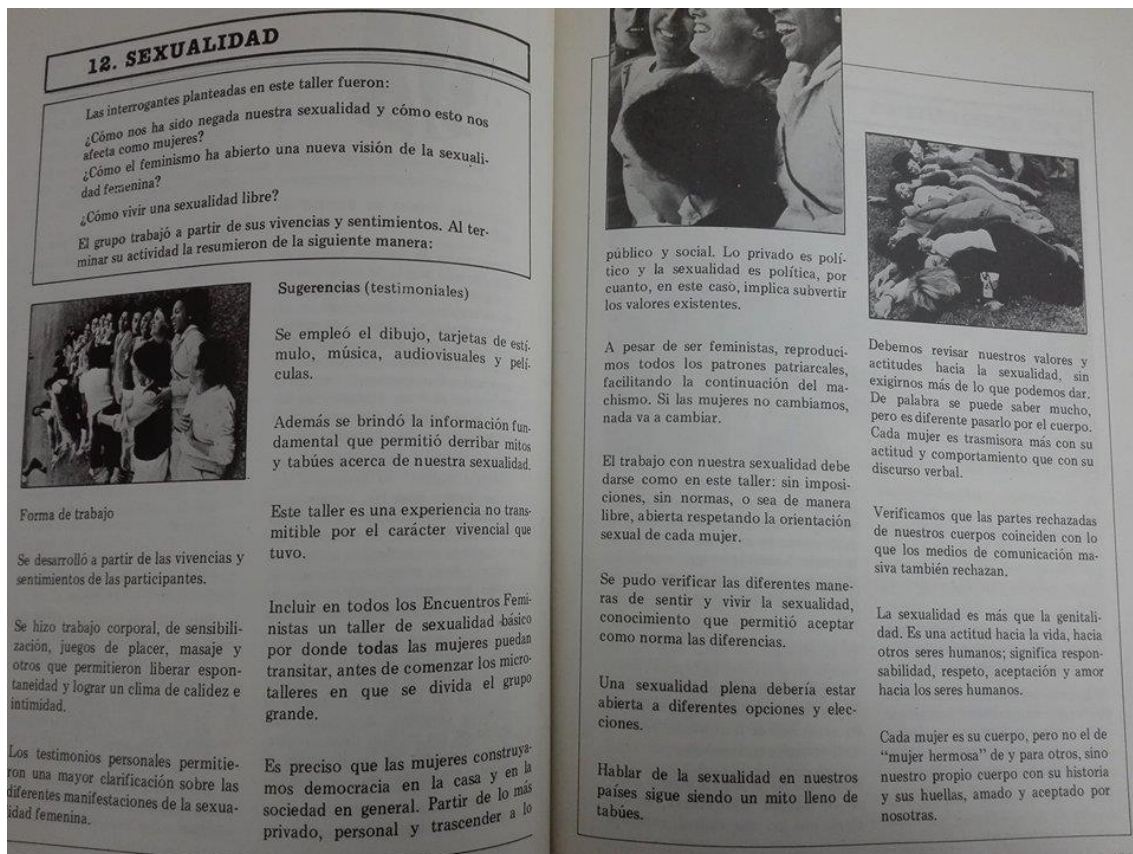 12. SEXUALIDAD
Las interrogantes planteadas en este taller fueron:
¿Cómo nos ha sido negada nuestra sexualidad y cómo esto nos
afecta como mujeres?
¿Cómo el feminismo ha abierto una nueva visión de la sexuali-
dad femenina?
¿Cómo vivir una sexualidad libre?
El grupo trabajó a partir de sus vivencias y sentimientos. Al ter-
minar su actividad la resumieron de la siguiente manera:
Forma de trabajo
Se desarrolló a partir de las vivencias y
sentimientos de las participantes.
Se hizo trabajo corporal, de sensibili-
zación, juegos de placer, masaje y
otros que permitieron liberar espon-
taneidad y lograr un clima de calidez e
intimidad.
Los testimonios personales permitie-
ron una mayor clarificación sobre las
diferentes manifestaciones de la sexua-
lidad femenina.
Sugerencias (testimoniales)
Se empleó el dibujo, tarjetas de estí-
mulo, música, audiovisuales y pelí-
culas.
Además se brindó la información fun-
damental que permitió derribar mitos
y tabúes acerca de nuestra sexualidad.
Este taller es una experiencia no trans-
mitible por el carácter vivencial que
tuvo.
Incluir en todos los Encuentros Femi-
nistas un taller de sexualidad básico
por donde todas las mujeres puedan
transitar, antes de comenzar los micro-
talleres en que se divida el grupo
grande.
Es preciso que las mujeres construya-
mos democracia en la casa y en la
sociedad en general. Partir de lo más
privado, personal y trascender a lo
público y social. Lo privado es polí-
tico y la sexualidad es política, por
cuanto, en este caso, implica subvertir
los valores existentes.
A pesar de ser feministas, reproduci-
mos todos los patrones patriarcales,
facilitando la continuación del ma-
chismo. Si las mujeres no cambiamos,
nada va a cambiar.
El trabajo con nuestra sexualidad debe
darse como en este taller: sin imposi-
ciones, sin normas, o sea de manera
libre, abierta respetando la orientación
sexual de cada mujer.
Se pudo verificar las diferentes mane-
ras de sentir y vivir la sexualidad,
conocimiento que permitió aceptar
como norma las diferencias.
Una sexualidad plena debería estar
abierta a diferentes opciones y elec-
ciones.
Hablar de la sexualidad en nuestros
países sigue siendo un mito lleno de
tabúes.
Debemos revisar nuestros valores y
actitudes hacia la sexualidad, sin
exigirnos más de lo que podemos dar.
De palabra se puede saber mucho,
pero es diferente pasarlo por el cuerpo.
Cada mujer es trasmisora más con su
actitud y comportamiento que con su
discurso verbal.
Verificamos que las partes rechazadas
de nuestros cuerpos coinciden con lo
que los medios de comunicación ma-
siva también rechazan.
La sexualidad es más que la genitali-
dad. Es una actitud hacia la vida, hacia
otros seres humanos; significa respon-
sabilidad, respeto, aceptación y amor
hacia los seres humanos.
Cada mujer es su cuerpo, pero no el de
“mujer hermosa” de y para otros, sino
nuestro propio cuerpo con su historia
y sus huellas, amado y aceptado por
nosotras.